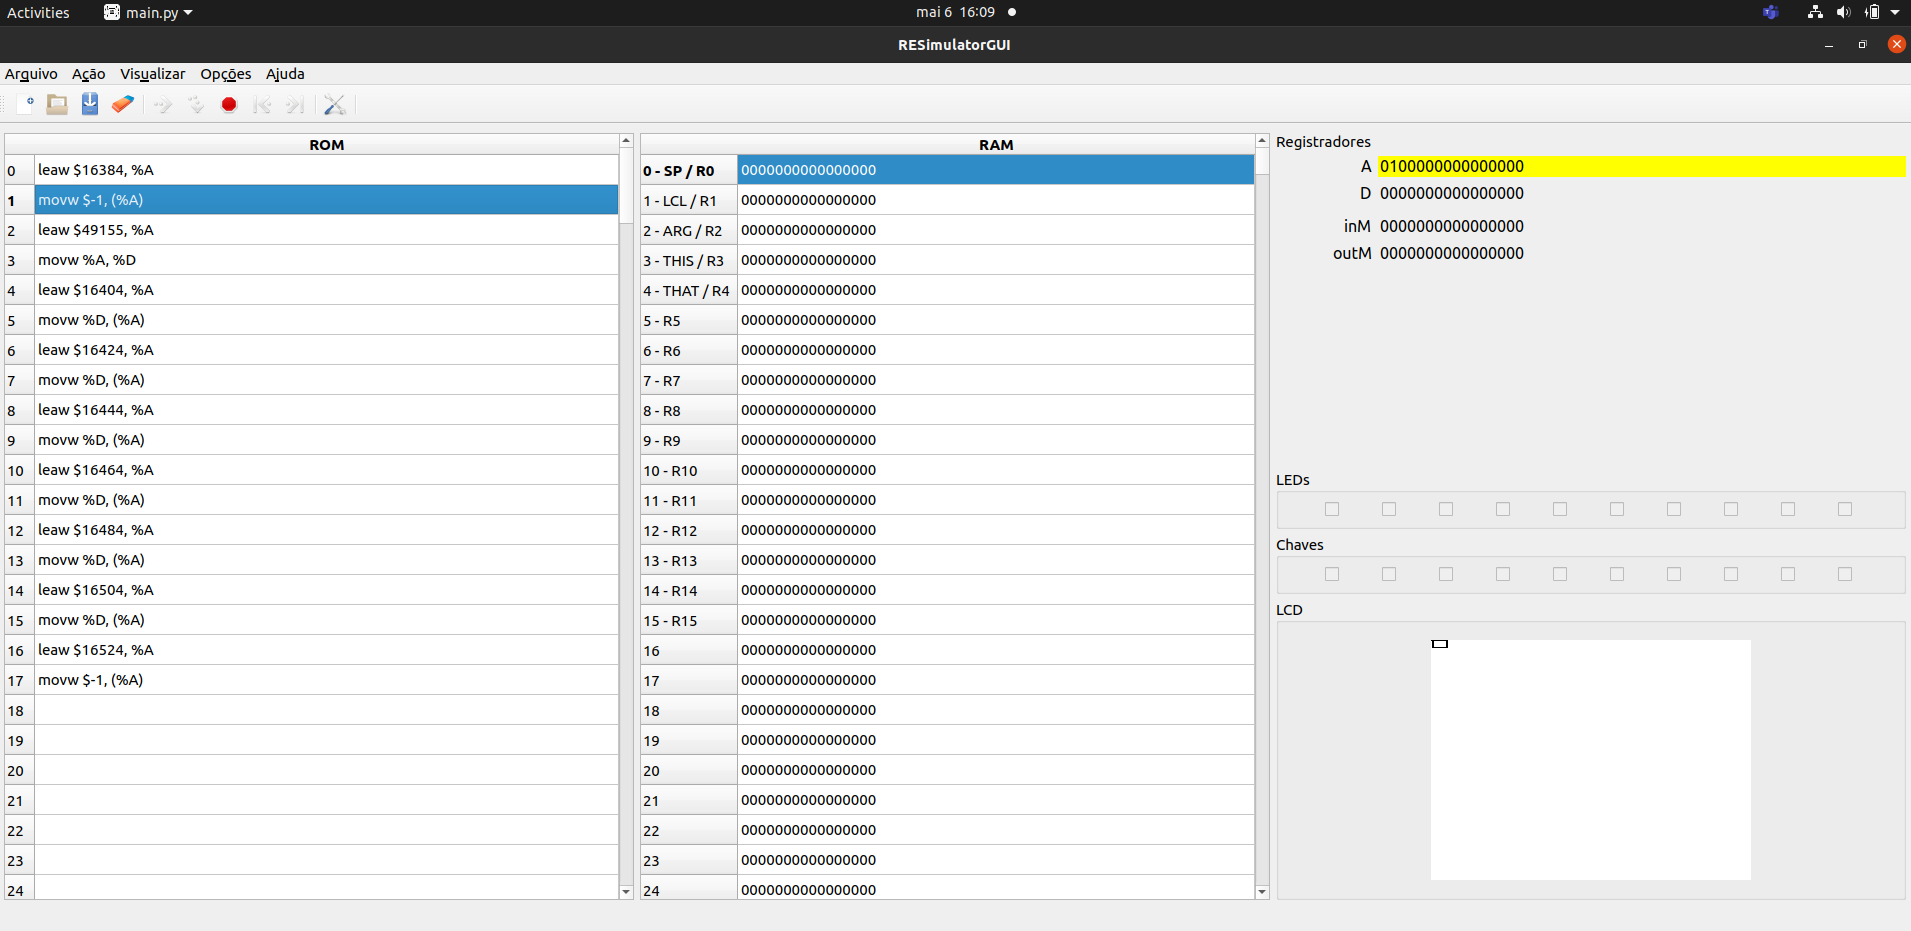 Activities main.py mai 6 16:09
RESimulatorGUI
Arquivo Ação Visualizar Opções Ajuda
ROM
0 leaw $16384, %A
1 movw $-1, (%A)
2 leaw $49155, %A
3 movw %A, %D
4 leaw $16404, %A
5 movw %D, (%A)
6 leaw $16424, %A
7 movw %D, (%A)
8 leaw $16444, %A
9 movw %D, (%A)
10 leaw $16464, %A
11 movw %D, (%A)
12 leaw $16484, %A
13 movw %D, (%A)
14 leaw $16504, %A
15 movw %D, (%A)
16 leaw $16524, %A
17 movw $-1, (%A)
18
19
20
21
22
23
24
RAM
0 - SP / R0 0000000000000000
1 - LCL / R1 0000000000000000
2 - ARG / R2 0000000000000000
3 - THIS / R3 0000000000000000
4 - THAT / R4 0000000000000000
5 - R5 0000000000000000
6 - R6 0000000000000000
7 - R7 0000000000000000
8 - R8 0000000000000000
9 - R9 0000000000000000
10 - R10 0000000000000000
11 - R11 0000000000000000
12 - R12 0000000000000000
13 - R13 0000000000000000
14 - R14 0000000000000000
15 - R15 0000000000000000
16 0000000000000000
17 0000000000000000
18 0000000000000000
19 0000000000000000
20 0000000000000000
21 0000000000000000
22 0000000000000000
23 0000000000000000
24 0000000000000000
Registradores
A 0100000000000000
D 0000000000000000
inM 0000000000000000
outM 0000000000000000
LEDs
Chaves
LCD